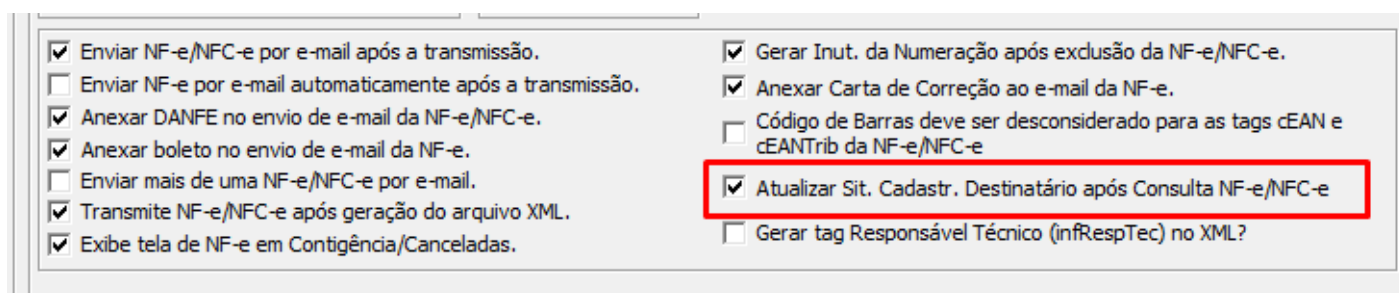 Enviar NF-e/NFC-e por e-mail após a transmissão.
Enviar NF-e por e-mail automaticamente após a transmissão.
Anexar DANFE no envio de e-mail da NF-e/NFC-e.
Anexar boleto no envio de e-mail da NF-e.
Enviar mais de uma NF-e/NFC-e por e-mail.
Transmite NF-e/NFC-e após geração do arquivo XML.
Exibe tela de NF-e em Contigência/Canceladas.
Gerar Inut. da Numeração após exclusão da NF-e/NFC-e.
Anexar Carta de Correção ao e-mail da NF-e.
Código de Barras deve ser desconsiderado para as tags cEAN e
cEANTrib da NF-e/NFC-e
Atualizar Sit. Cadastr. Destinatário após Consulta NF-e/NFC-e
Gerar tag Responsável Técnico (infRespTec) no XML?